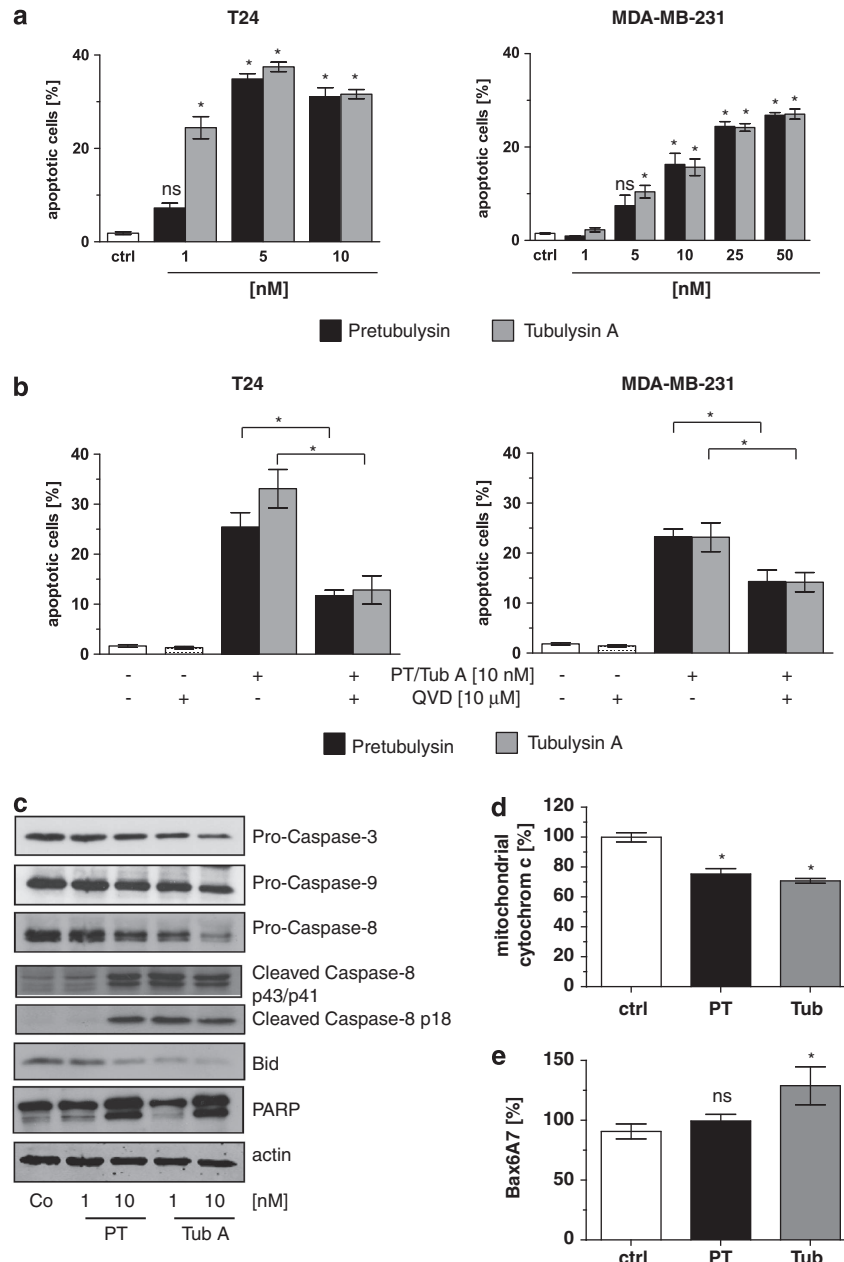 a
T24
MDA-MB-231
apoptotic cells [%]
40
20
0
*
*
*
*
*
ns
ctrl
1
5
10
[nM]
apoptotic cells [%]
40
20
0
ns
*
*
*
*
*
*
*
ctrl
1
5
10
25
50
[nM]
Pretubulysin
Tubulysin A
b
T24
MDA-MB-231
apoptotic cells [%]
40
30
20
10
0
*
*
apoptotic cells [%]
40
30
20
10
0
*
*
- - + + PT/Tub A [10 nM] - - + +
- + - + QVD [10 μM] - + - +
Pretubulysin
Tubulysin A
c
Pro-Caspase-3
Pro-Caspase-9
Pro-Caspase-8
Cleaved Caspase-8
p43/p41
Cleaved Caspase-8 p18
Bid
PARP
actin
Co 1 10 1 10 [nM]
PT Tub A
d
mitochondrial
cytochrom c [%]
120
100
80
60
40
20
0
*
*
ctrl PT Tub
e
Bax6A7 [%]
150
100
50
0
ns
*
ctrl PT Tub